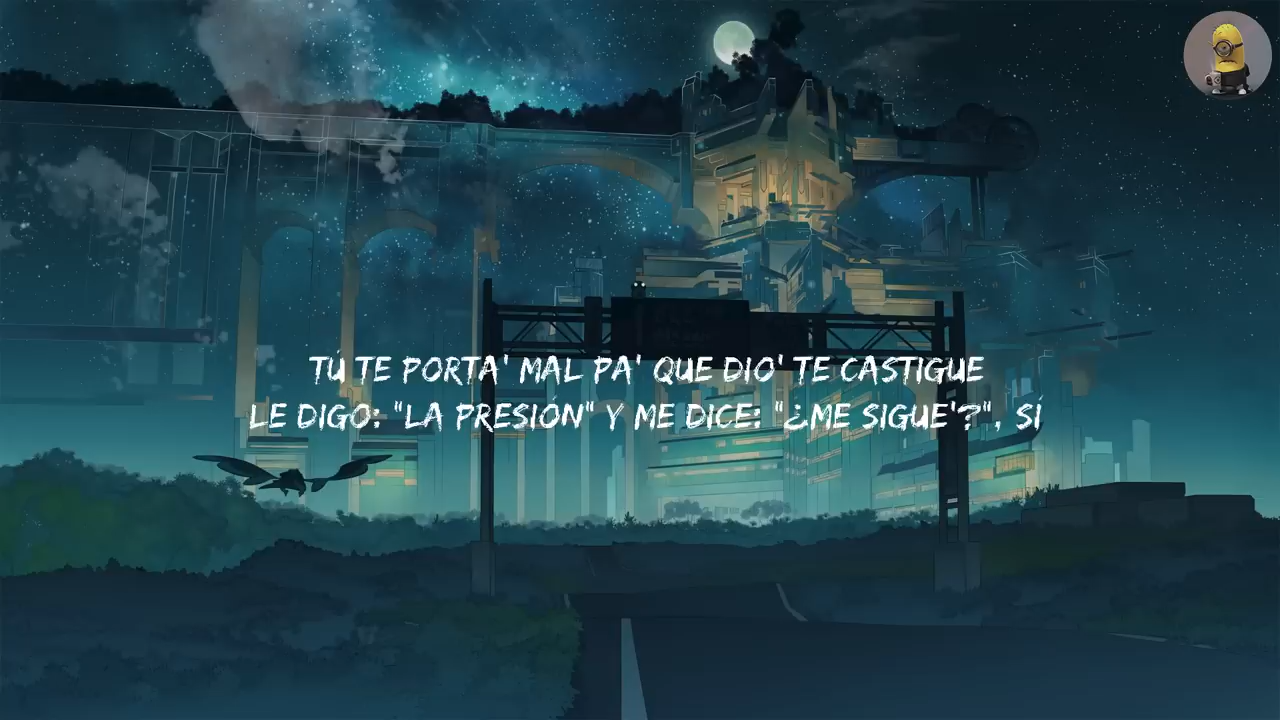 TÚ TE PORTA' MAL PA' QUE DIO' TE CASTIGUE
LE DIGO: "LA PRESIÓN" Y ME DICE: "¿ME SIGUE'?", SÍ